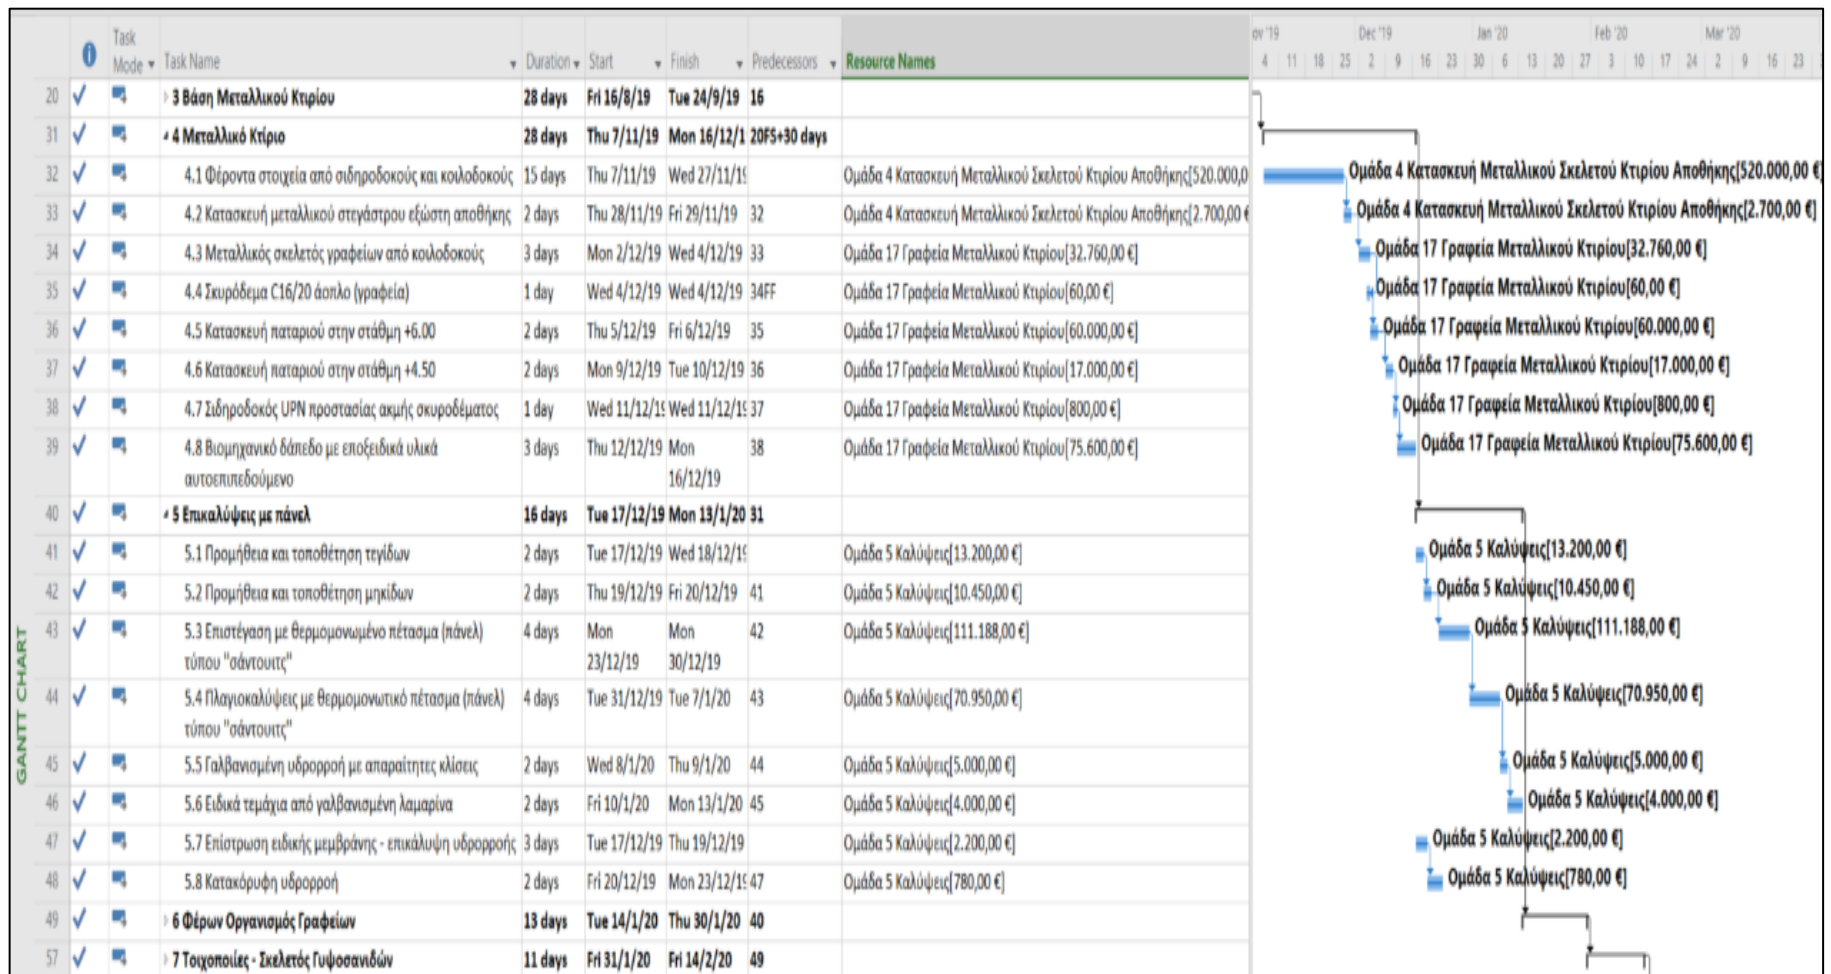 GANTT CHART
Task Mode Task Name Duration Start Finish Predecessors Resource Names
ov '19 Dec '19 Jan '20 Feb '20 Mar '20
4 11 18 25 2 9 16 23 30 6 13 20 27 3 10 17 24 2 9 16 23
20 3 Βάση Μεταλλικού Κτιρίου 28 days Fri 16/8/19 Tue 24/9/19 16
31 4 Μεταλλικό Κτίριο 28 days Thu 7/11/19 Mon 16/12/1 20FS+30 days
32 4.1 Φέροντα στοιχεία από σιδηροδοκούς και κοιλοδοκούς 15 days Thu 7/11/19 Wed 27/11/19 Ομάδα 4 Κατασκευή Μεταλλικού Σκελετού Κτιρίου Αποθήκης[520.000,0 Ομάδα 4 Κατασκευή Μεταλλικού Σκελετού Κτιρίου Αποθήκης[520.000,00 €]
33 4.2 Κατασκευή μεταλλικού στεγάστρου εξώστη αποθήκης 2 days Thu 28/11/19 Fri 29/11/19 32 Ομάδα 4 Κατασκευή Μεταλλικού Σκελετού Κτιρίου Αποθήκης[2.700,00 € Ομάδα 4 Κατασκευή Μεταλλικού Σκελετού Κτιρίου Αποθήκης[2.700,00 €]
34 4.3 Μεταλλικός σκελετός γραφείων από κοιλοδοκούς 3 days Mon 2/12/19 Wed 4/12/19 33 Ομάδα 17 Γραφεία Μεταλλικού Κτιρίου[32.760,00 €] Ομάδα 17 Γραφεία Μεταλλικού Κτιρίου[32.760,00 €]
35 4.4 Σκυρόδεμα C16/20 άοπλο (γραφεία) 1 day Wed 4/12/19 Wed 4/12/19 34FF Ομάδα 17 Γραφεία Μεταλλικού Κτιρίου[60,00 €] Ομάδα 17 Γραφεία Μεταλλικού Κτιρίου[60,00 €]
36 4.5 Κατασκευή παταριού στην στάθμη +6.00 2 days Thu 5/12/19 Fri 6/12/19 35 Ομάδα 17 Γραφεία Μεταλλικού Κτιρίου[60.000,00 €] Ομάδα 17 Γραφεία Μεταλλικού Κτιρίου[60.000,00 €]
37 4.6 Κατασκευή παταριού στην στάθμη +4.50 2 days Mon 9/12/19 Tue 10/12/19 36 Ομάδα 17 Γραφεία Μεταλλικού Κτιρίου[17.000,00 €] Ομάδα 17 Γραφεία Μεταλλικού Κτιρίου[17.000,00 €]
38 4.7 Σιδηροδοκός UPN προστασίας ακμής σκυροδέματος 1 day Wed 11/12/19 Wed 11/12/19 37 Ομάδα 17 Γραφεία Μεταλλικού Κτιρίου[800,00 €] Ομάδα 17 Γραφεία Μεταλλικού Κτιρίου[800,00 €]
39 4.8 Βιομηχανικό δάπεδο με εποξειδικά υλικά 3 days Thu 12/12/19 Mon 38 Ομάδα 17 Γραφεία Μεταλλικού Κτιρίου[75.600,00 €] Ομάδα 17 Γραφεία Μεταλλικού Κτιρίου[75.600,00 €]
αυτοεπιπεδούμενο 16/12/19
40 5 Επικαλύψεις με πάνελ 16 days Tue 17/12/19 Mon 13/1/20 31
41 5.1 Προμήθεια και τοποθέτηση τεγίδων 2 days Tue 17/12/19 Wed 18/12/19 Ομάδα 5 Καλύψεις[13.200,00 €] Ομάδα 5 Καλύψεις[13.200,00 €]
42 5.2 Προμήθεια και τοποθέτηση μηκίδων 2 days Thu 19/12/19 Fri 20/12/19 41 Ομάδα 5 Καλύψεις[10.450,00 €] Ομάδα 5 Καλύψεις[10.450,00 €]
43 5.3 Επιστέγαση με θερμομονωμένο πέτασμα (πάνελ) 4 days Mon Mon 42 Ομάδα 5 Καλύψεις[111.188,00 €] Ομάδα 5 Καλύψεις[111.188,00 €]
τύπου "σάντουιτς" 23/12/19 30/12/19
44 5.4 Πλαγιοκαλύψεις με θερμομονωτικό πέτασμα (πάνελ) 4 days Tue 31/12/19 Tue 7/1/20 43 Ομάδα 5 Καλύψεις[70.950,00 €] Ομάδα 5 Καλύψεις[70.950,00 €]
τύπου "σάντουιτς"
45 5.5 Γαλβανισμένη υδρορροή με απαραίτητες κλίσεις 2 days Wed 8/1/20 Thu 9/1/20 44 Ομάδα 5 Καλύψεις[5.000,00 €] Ομάδα 5 Καλύψεις[5.000,00 €]
46 5.6 Ειδικά τεμάχια από γαλβανισμένη λαμαρίνα 2 days Fri 10/1/20 Mon 13/1/20 45 Ομάδα 5 Καλύψεις[4.000,00 €] Ομάδα 5 Καλύψεις[4.000,00 €]
47 5.7 Επίστρωση ειδικής μεμβράνης - επικάλυψη υδρορροής 3 days Tue 17/12/19 Thu 19/12/19 Ομάδα 5 Καλύψεις[2.200,00 €] Ομάδα 5 Καλύψεις[2.200,00 €]
48 5.8 Κατακόρυφη υδρορροή 2 days Fri 20/12/19 Mon 23/12/19 47 Ομάδα 5 Καλύψεις[780,00 €] Ομάδα 5 Καλύψεις[780,00 €]
49 6 Φέρων Οργανισμός Γραφείων 13 days Tue 14/1/20 Thu 30/1/20 40
57 7 Τοιχοποιίες - Σκελετός Γυψοσανιδών 11 days Fri 31/1/20 Fri 14/2/20 49